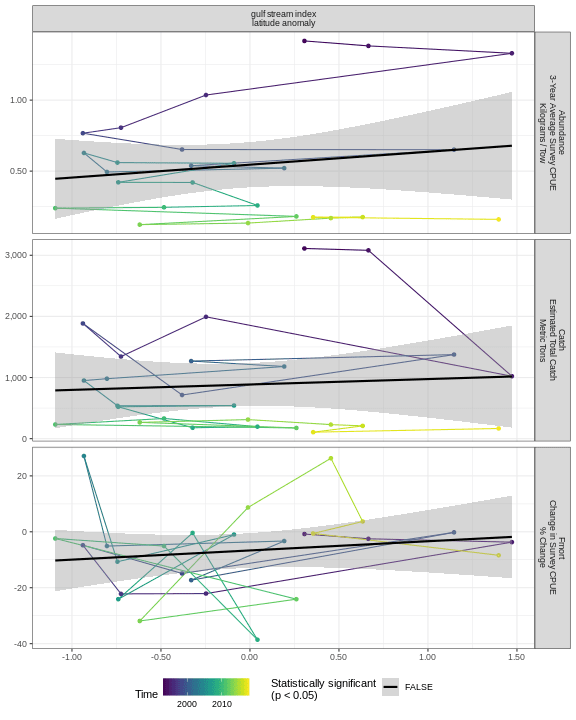 gulf stream index
latitude anomaly
1.00
0.50
Abundance
3-Year Average Survey CPUE
Kilograms / Tow
3,000
2,000
1,000
0
Catch
Estimated Total Catch
Metric Tons
20
0
-20
-40
Fmort
Change in Survey CPUE
% Change
-1.00 -0.50 0.00 0.50 1.00 1.50
Time
2000 2010
Statistically significant
(p < 0.05)
FALSE